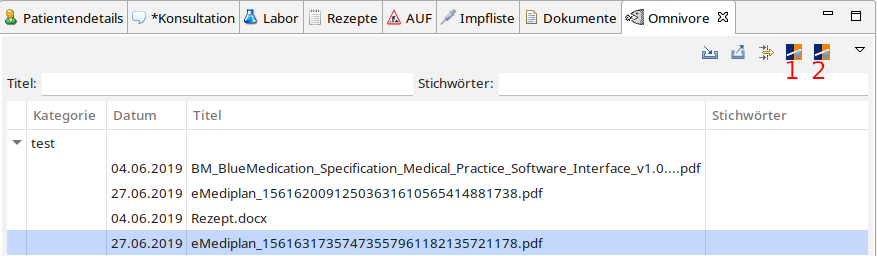 Patientendetails *Konsultation Labor Rezepte AUF Impfliste Dokumente Omnivore
1 2
Titel: Stichwörter:
Kategorie Datum Titel Stichwörter
test
04.06.2019 BM_BlueMedication_Specification_Medical_Practice_Software_Interface_v1.0....pdf
27.06.2019 eMediplan_15616200912503631610565414881738.pdf
04.06.2019 Rezept.docx
27.06.2019 eMediplan_15616317357473557961182135721178.pdf